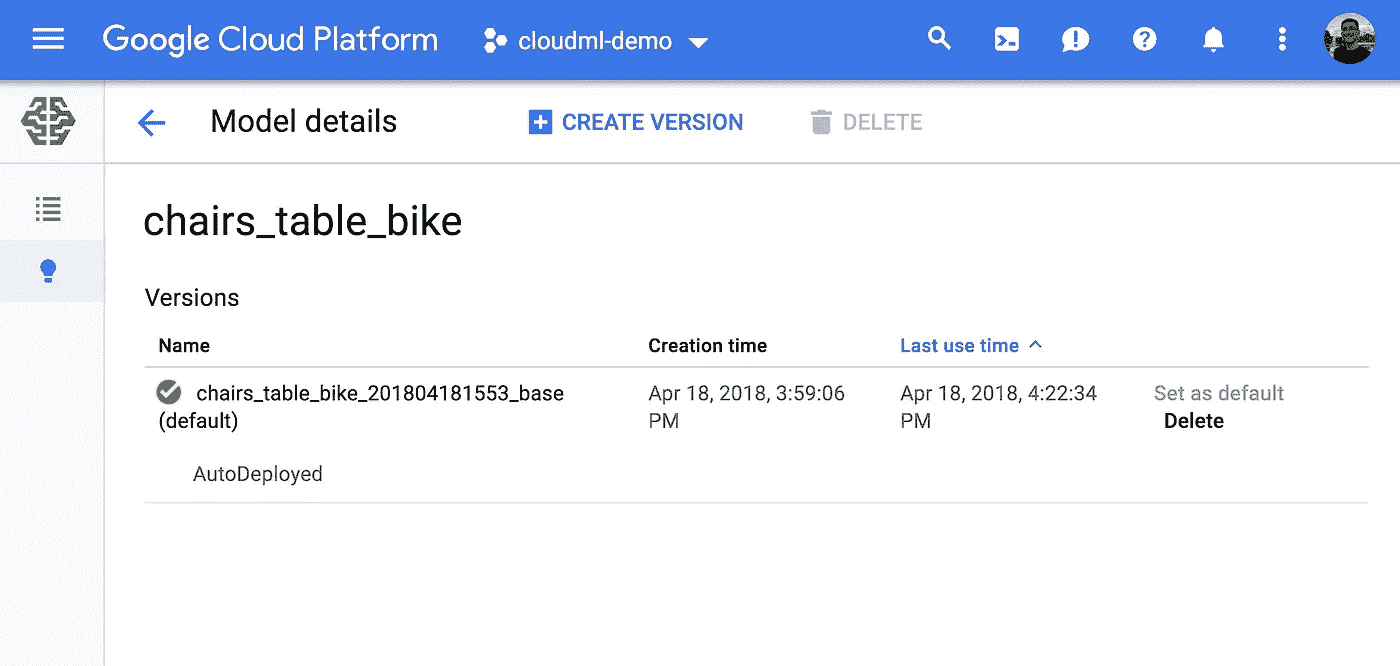 Google Cloud Platform
cloudml-demo
Model details
CREATE VERSION
DELETE
chairs_table_bike
Versions
Name Creation time Last use time
chairs_table_bike_201804181553_base Apr 18, 2018, 3:59:06 Apr 18, 2018, 4:22:34 Set as default
(default) PM PM Delete
AutoDeployed